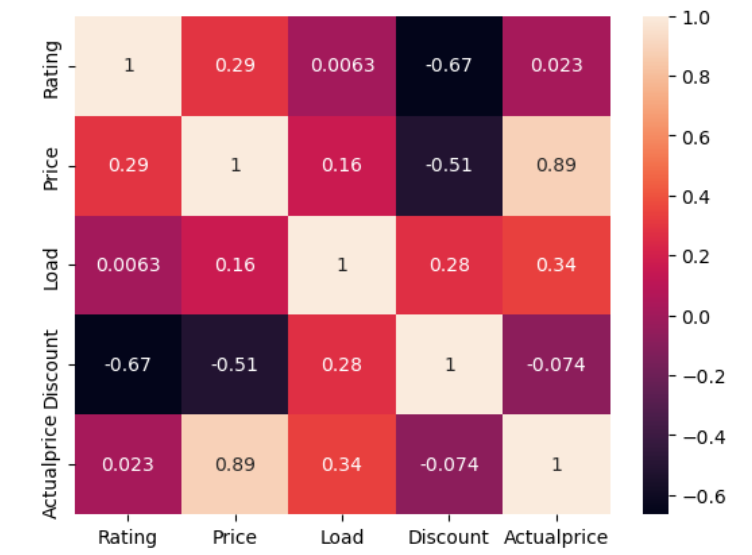 Rating 1 0.29 0.0063 -0.67 0.023
Price 0.29 1 0.16 -0.51 0.89
Load 0.0063 0.16 1 0.28 0.34
Discount -0.67 -0.51 0.28 1 -0.074
Actualprice 0.023 0.89 0.34 -0.074 1
Rating Price Load Discount Actualprice
1.0
0.8
0.6
0.4
0.2
0.0
−0.2
−0.4
−0.6